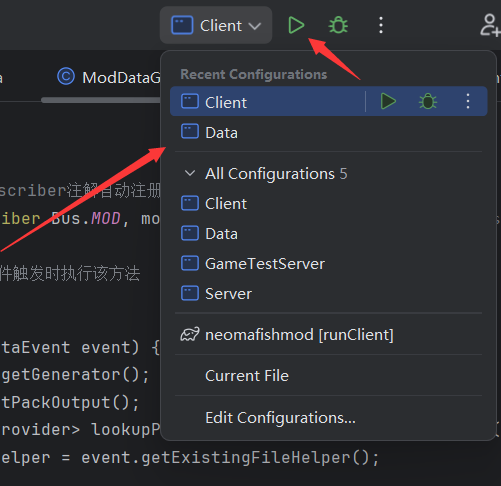 Client
ModDataG
Recent Configurations
Client
Data
scriber注解自动注册
All Configurations 5
iber.Bus.MOD, mo
Client
Data
件触发时执行该方法
GameTestServer
Server
neomafishmod [runClient]
taEvent event) {
getGenerator();
Current File
tPackOutput();
rovider> lookupP
Edit Configurations...
elper = event.getExistingFileHelper();